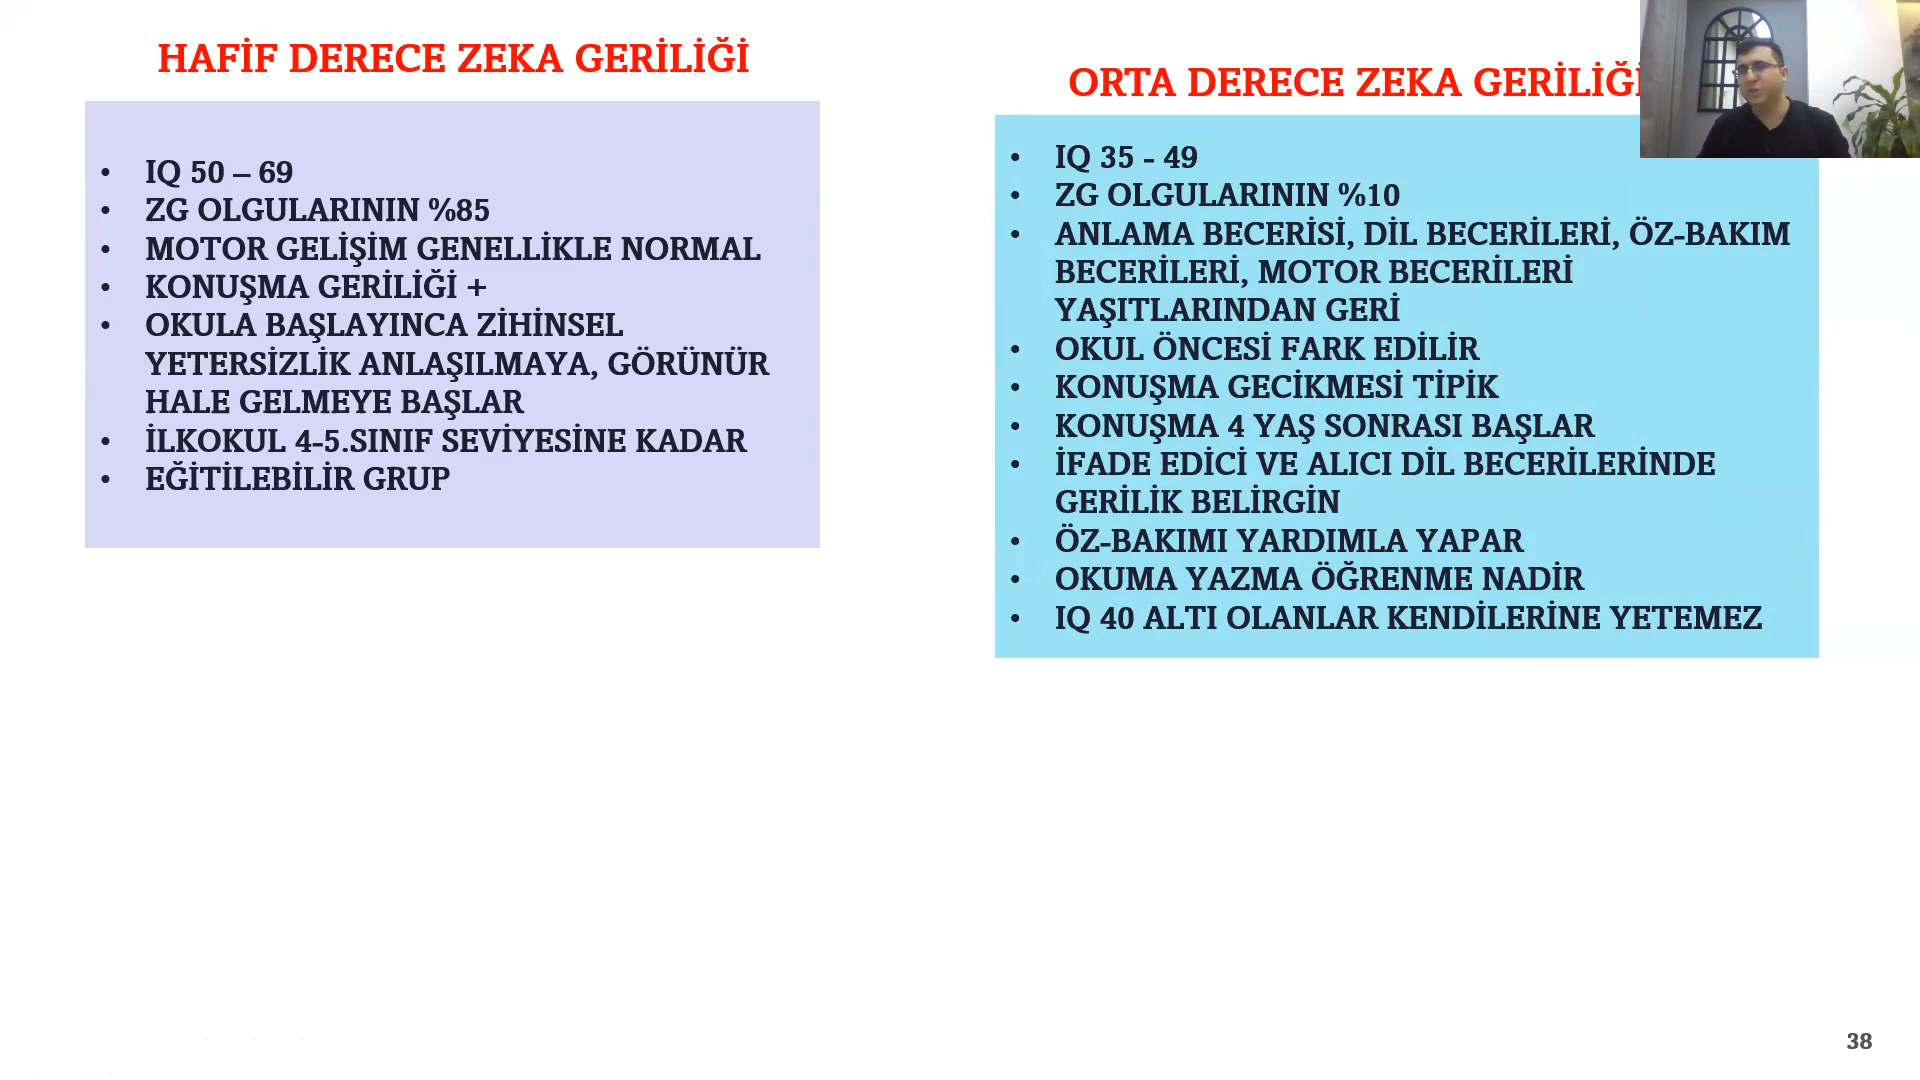 HAFİF DERECE ZEKA GERİLİĞİ
• IQ 50 – 69
• ZG OLGULARININ %85
• MOTOR GELİŞİM GENELLİKLE NORMAL
• KONUŞMA GERİLİĞİ +
• OKULA BAŞLAYINCA ZİHİNSEL
YETERSİZLİK ANLAŞILMAYA, GÖRÜNÜR
HALE GELMEYE BAŞLAR
• İLKOKUL 4-5.SINIF SEVİYESİNE KADAR
• EĞİTİLEBİLİR GRUP
ORTA DERECE ZEKA GERİLİĞİ
• IQ 35 - 49
• ZG OLGULARININ %10
• ANLAMA BECERİSİ, DİL BECERİLERİ, ÖZ-BAKIM
BECERİLERİ, MOTOR BECERİLERİ
YAŞITLARINDAN GERİ
• OKUL ÖNCESİ FARK EDİLİR
• KONUŞMA GECİKMESİ TİPİK
• KONUŞMA 4 YAŞ SONRASI BAŞLAR
• İFADE EDİCİ VE ALICI DİL BECERİLERİNDE
GERİLİK BELİRGİN
• ÖZ-BAKIMI YARDIMLA YAPAR
• OKUMA YAZMA ÖĞRENME NADİR
• IQ 40 ALTI OLANLAR KENDİLERİNE YETEMEZ
38